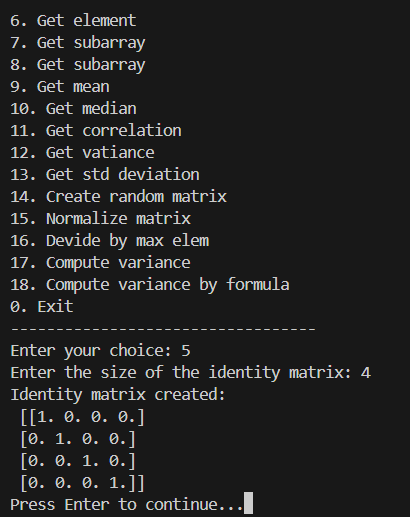 6. Get element
7. Get subarray
8. Get subarray
9. Get mean
10. Get median
11. Get correlation
12. Get vatiance
13. Get std deviation
14. Create random matrix
15. Normalize matrix
16. Devide by max elem
17. Compute variance
18. Compute variance by formula
0. Exit
----------------------------------
Enter your choice: 5
Enter the size of the identity matrix: 4
Identity matrix created:
 [[1. 0. 0. 0.]
 [0. 1. 0. 0.]
 [0. 0. 1. 0.]
 [0. 0. 0. 1.]]
Press Enter to continue...